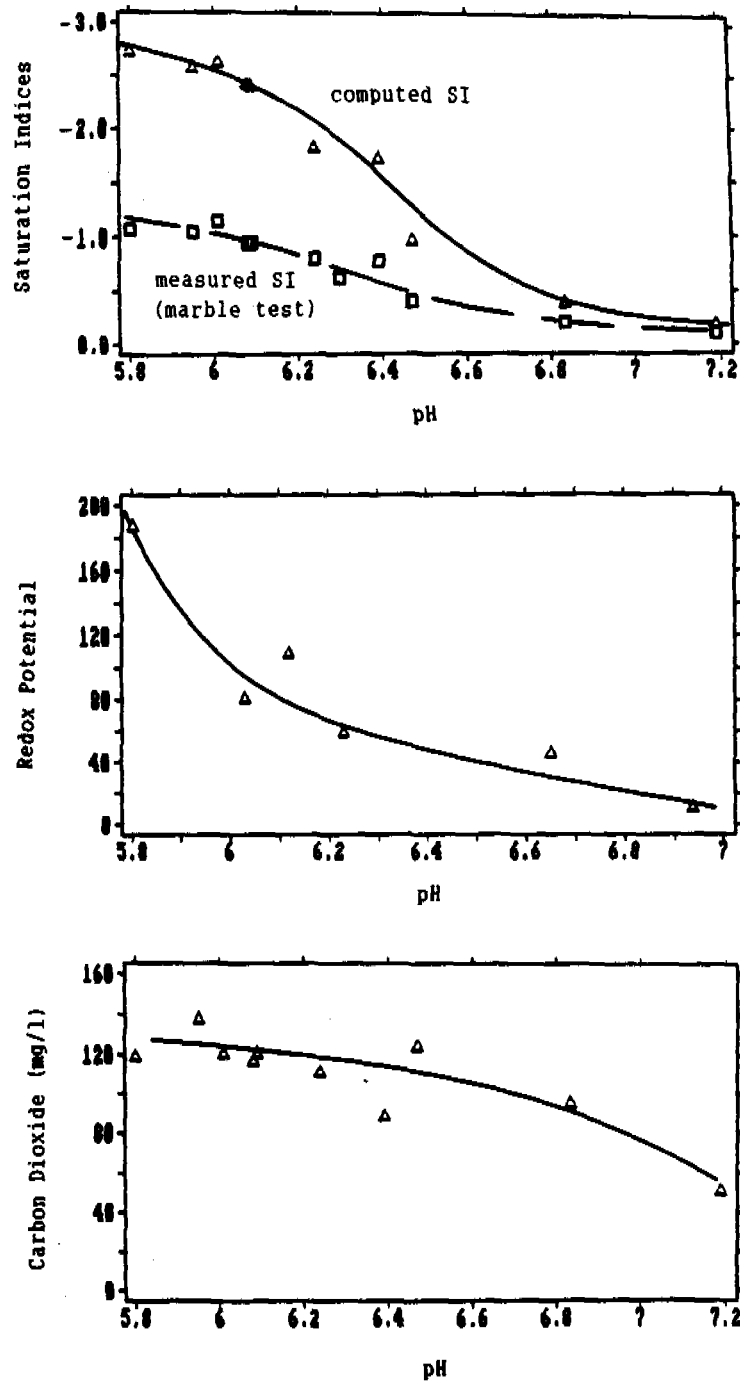 -3.0
-2.0
-1.0
0.0
Saturation Indices
computed SI
measured SI
(marble test)
5.8 6 6.2 6.4 6.6 6.8 7 7.2
pH
200
160
120
80
40
0
Redox Potential
5.8 6 6.2 6.4 6.6 6.8 7
pH
160
120
80
40
0
Carbon Dioxide (mg/l)
5.8 6 6.2 6.4 6.6 6.8 7 7.2
pH